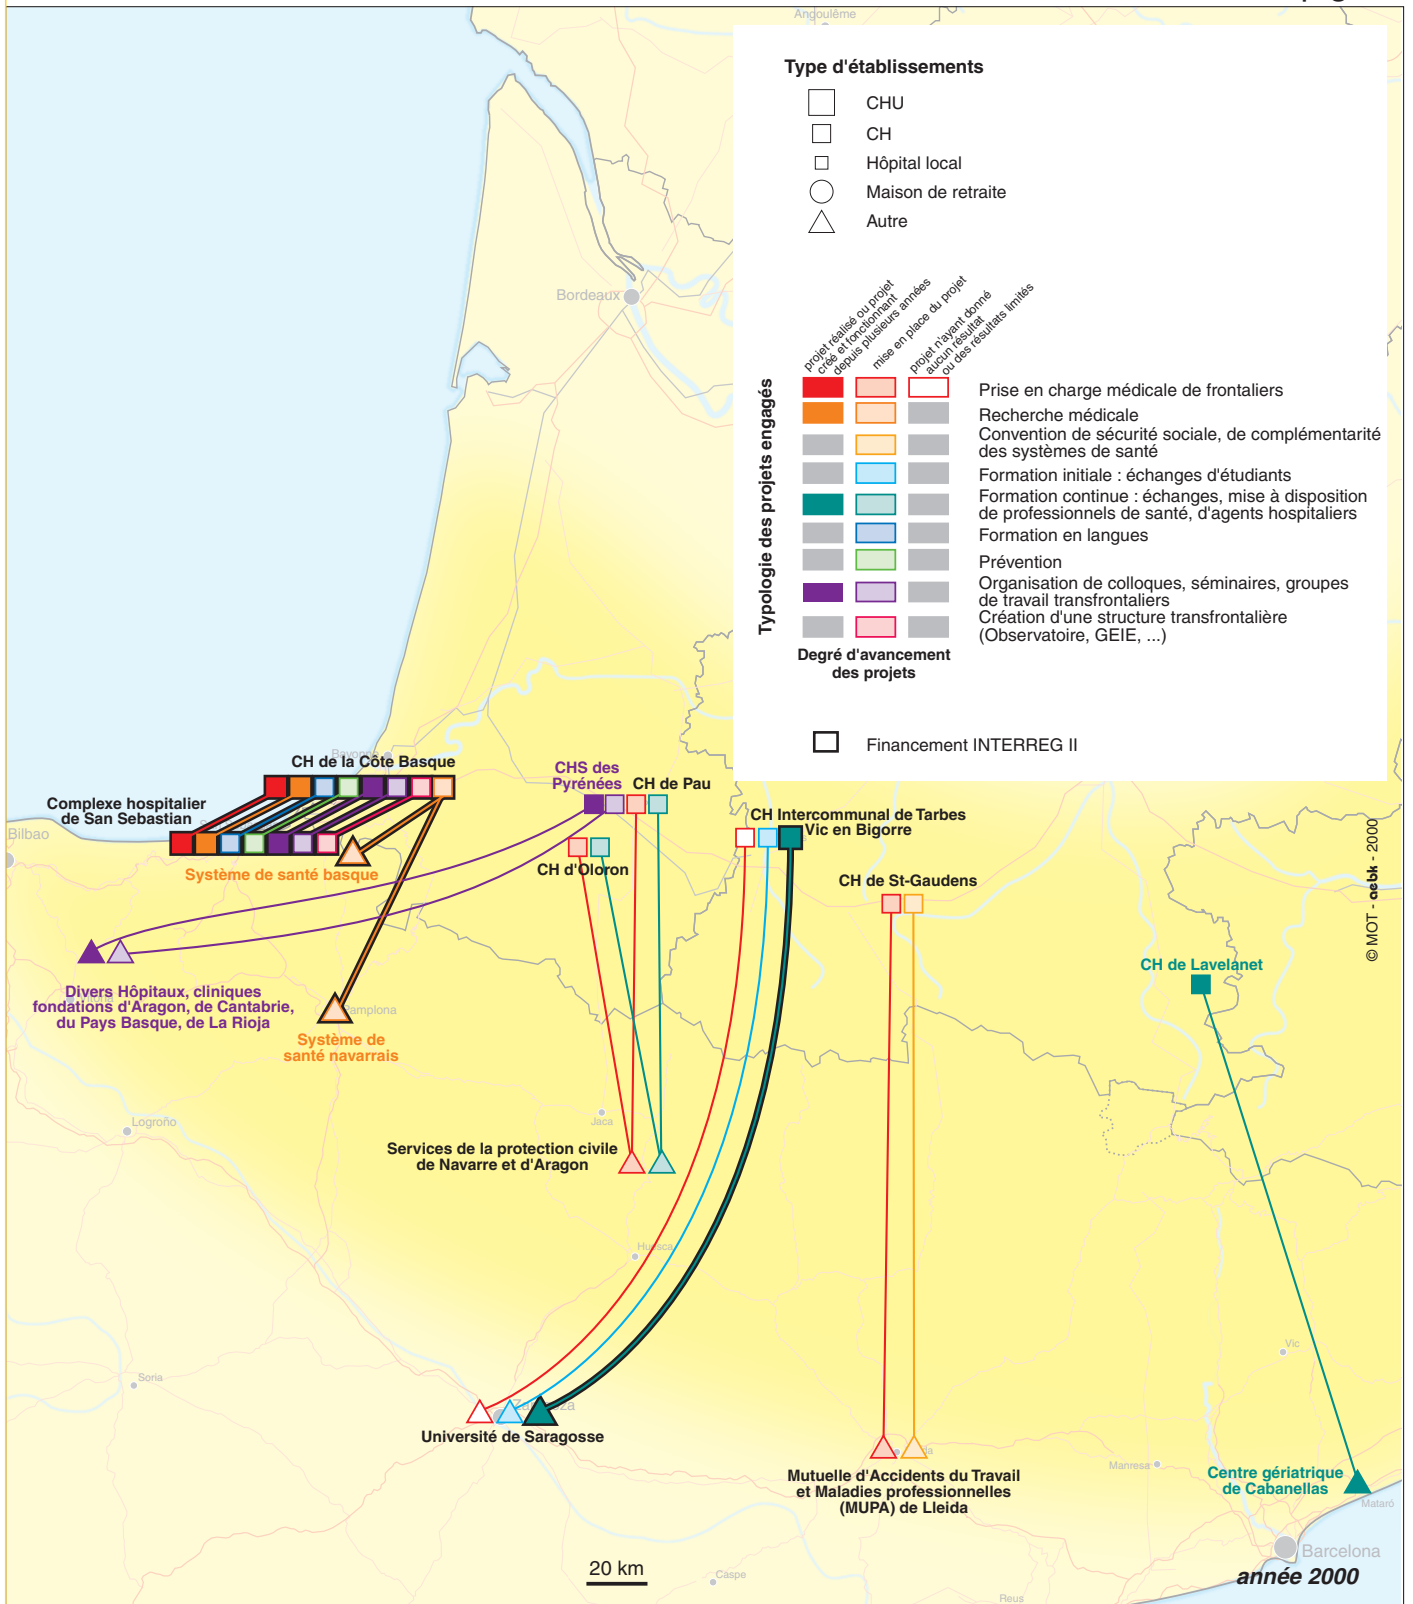 Angoulême
Type d'établissements
CHU
CH
Hôpital local
Maison de retraite
Autre
projet réalisé ou projet
créé et fonctionnant
depuis plusieurs années
mise en place du projet
projet n'ayant donné
aucun résultat
ou des résultats limités
Typologie des projets engagés
Prise en charge médicale de frontaliers
Recherche médicale
Convention de sécurité sociale, de complémentarité
des systèmes de santé
Formation initiale : échanges d'étudiants
Formation continue : échanges, mise à disposition
de professionnels de santé, d'agents hospitaliers
Formation en langues
Prévention
Organisation de colloques, séminaires, groupes
de travail transfrontaliers
Création d'une structure transfrontalière
(Observatoire, GEIE, ...)
Degré d'avancement
des projets
Financement INTERREG II
Bordeaux
Bayonne
CH de la Côte Basque
Complexe hospitalier
de San Sebastian
Bilbao
Système de santé basque
CHS des
Pyrénées
CH de Pau
CH d'Oloron
CH Intercommunal de Tarbes
Vic en Bigorre
CH de St-Gaudens
© MOT - aebk - 2000
CH de Lavelanet
Divers Hôpitaux, cliniques
fondations d'Aragon, de Cantabrie,
du Pays Basque, de La Rioja
Pamplona
Système de
santé navarrais
Logroño
Jaca
Services de la protection civile
de Navarre et d'Aragon
Huesca
Soria
Zaragoza
Université de Saragosse
Vic
Manresa
Mutuelle d'Accidents du Travail
et Maladies professionnelles
(MUPA) de Lleida
Centre gériatrique
de Cabanellas
Mataró
Barcelona
20 km
Caspe
Reus
année 2000